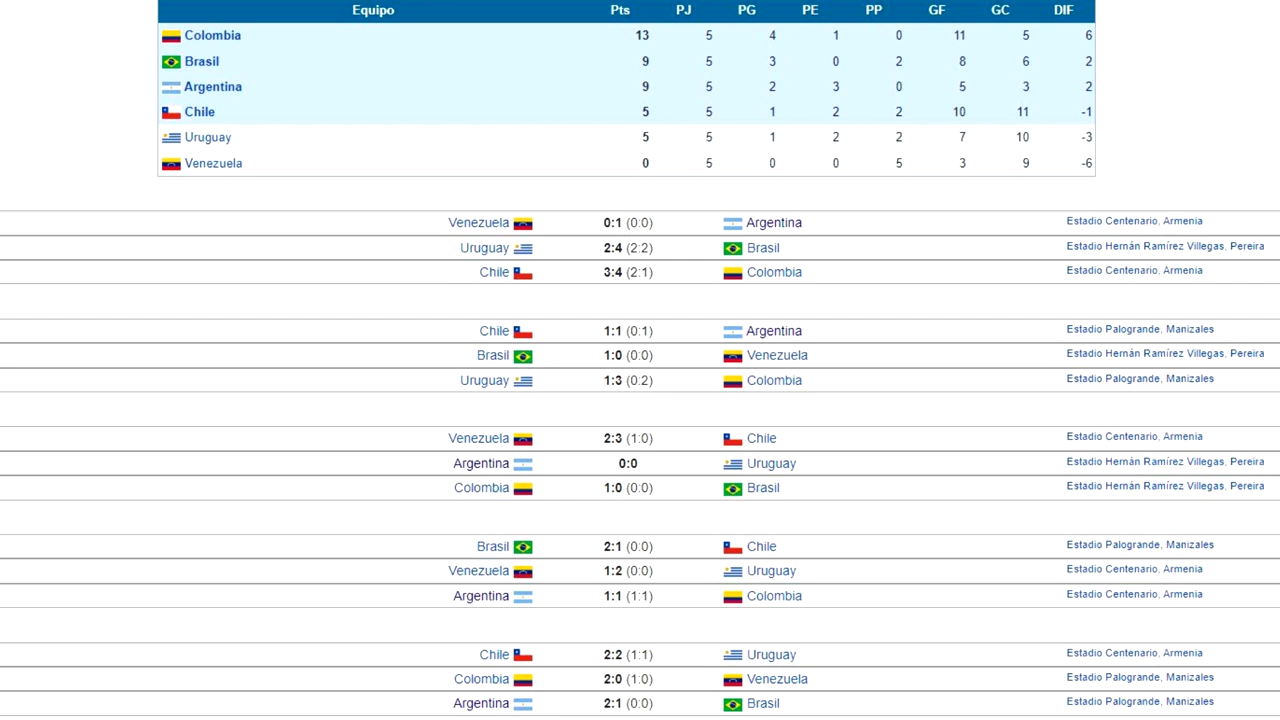 Equipo Pts PJ PG PE PP GF GC DIF
Colombia 13 5 4 1 0 11 5 6
Brasil 9 5 3 0 2 8 6 2
Argentina 9 5 2 3 0 5 3 2
Chile 5 5 1 2 2 10 11 -1
Uruguay 5 5 1 2 2 7 10 -3
Venezuela 0 5 0 0 5 3 9 -6
Venezuela 0:1 (0:0) Argentina Estadio Centenario, Armenia
Uruguay 2:4 (2:2) Brasil Estadio Hernán Ramírez Villegas, Pereira
Chile 3:4 (2:1) Colombia Estadio Centenario, Armenia
Chile 1:1 (0:1) Argentina Estadio Palogrande, Manizales
Brasil 1:0 (0:0) Venezuela Estadio Hernán Ramírez Villegas, Pereira
Uruguay 1:3 (0:2) Colombia Estadio Palogrande, Manizales
Venezuela 2:3 (1:0) Chile Estadio Centenario, Armenia
Argentina 0:0 Uruguay Estadio Hernán Ramírez Villegas, Pereira
Colombia 1:0 (0:0) Brasil Estadio Hernán Ramírez Villegas, Pereira
Brasil 2:1 (0:0) Chile Estadio Palogrande, Manizales
Venezuela 1:2 (0:0) Uruguay Estadio Centenario, Armenia
Argentina 1:1 (1:1) Colombia Estadio Centenario, Armenia
Chile 2:2 (1:1) Uruguay Estadio Centenario, Armenia
Colombia 2:0 (1:0) Venezuela Estadio Palogrande, Manizales
Argentina 2:1 (0:0) Brasil Estadio Palogrande, Manizales